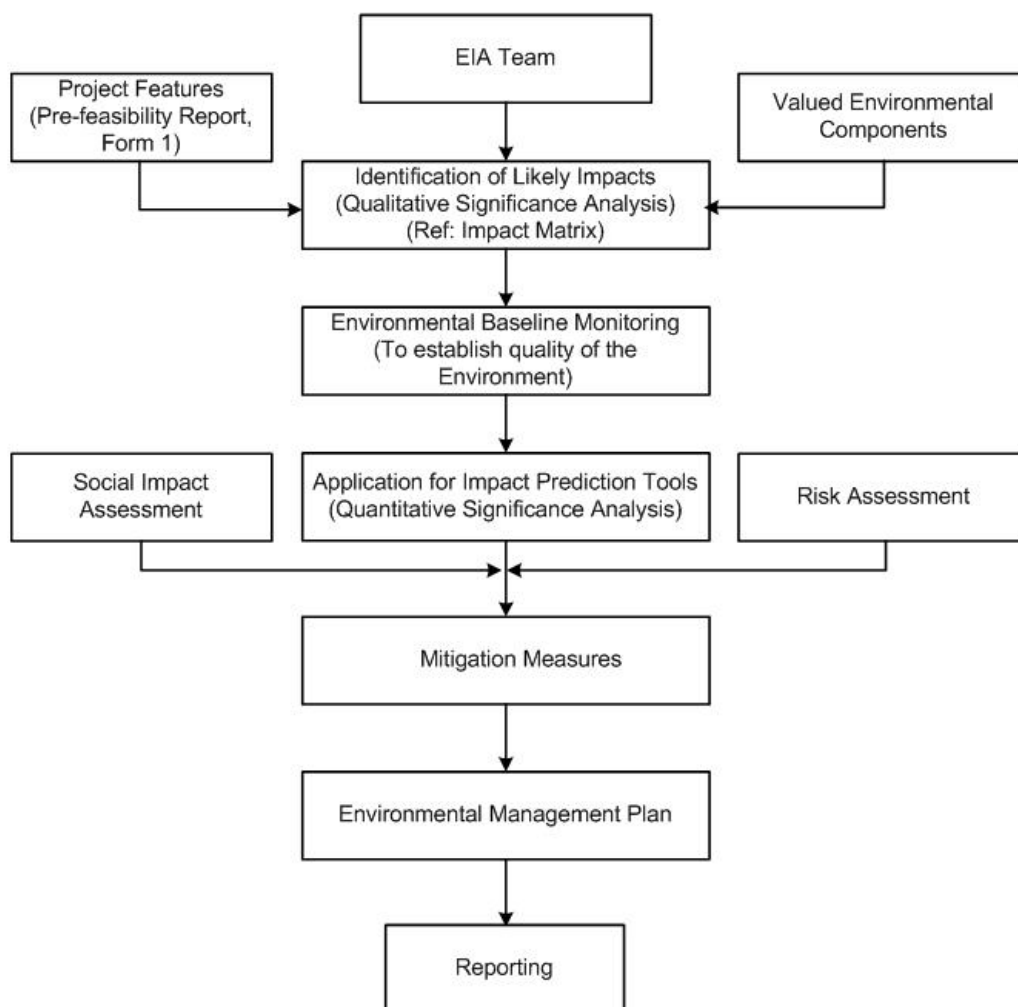 EIA Team
Project Features
(Pre-feasibility Report,
Form 1)
Valued Environmental
Components
Identification of Likely Impacts
(Qualitative Significance Analysis)
(Ref: Impact Matrix)
Environmental Baseline Monitoring
(To establish quality of the
Environment)
Social Impact
Assessment
Application for Impact Prediction Tools
(Quantitative Significance Analysis)
Risk Assessment
Mitigation Measures
Environmental Management Plan
Reporting